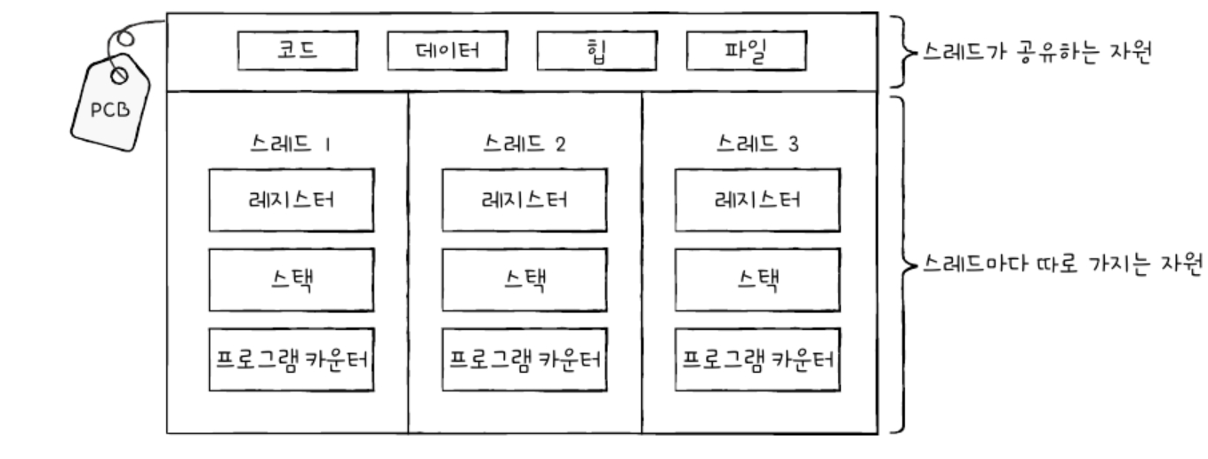 코드 데이터 힙 파일
스레드가 공유하는 자원
PCB
스레드 1 스레드 2 스레드 3
레지스터 레지스터 레지스터
스택 스택 스택
스레드마다 따로 가지는 자원
프로그램 카운터 프로그램 카운터 프로그램 카운터